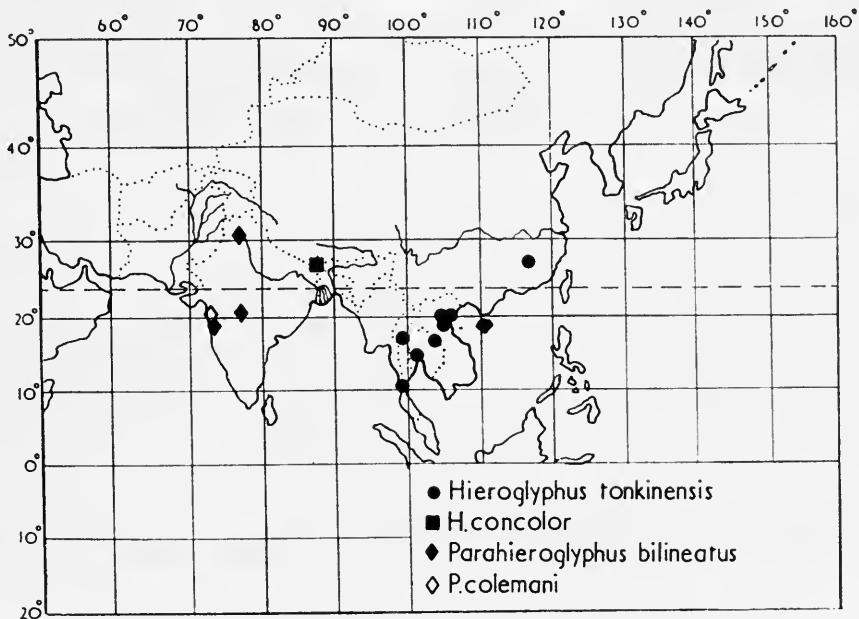 60° 70° 80° 90° 100° 110° 120° 130° 140° 150° 160°
50°
40°
30°
20°
10°
0°
10°
20°
● Hieroglyphus tonkinensis
■ H.concolor
◆ Parahieroglyphus bilineatus
◇ P.colemani